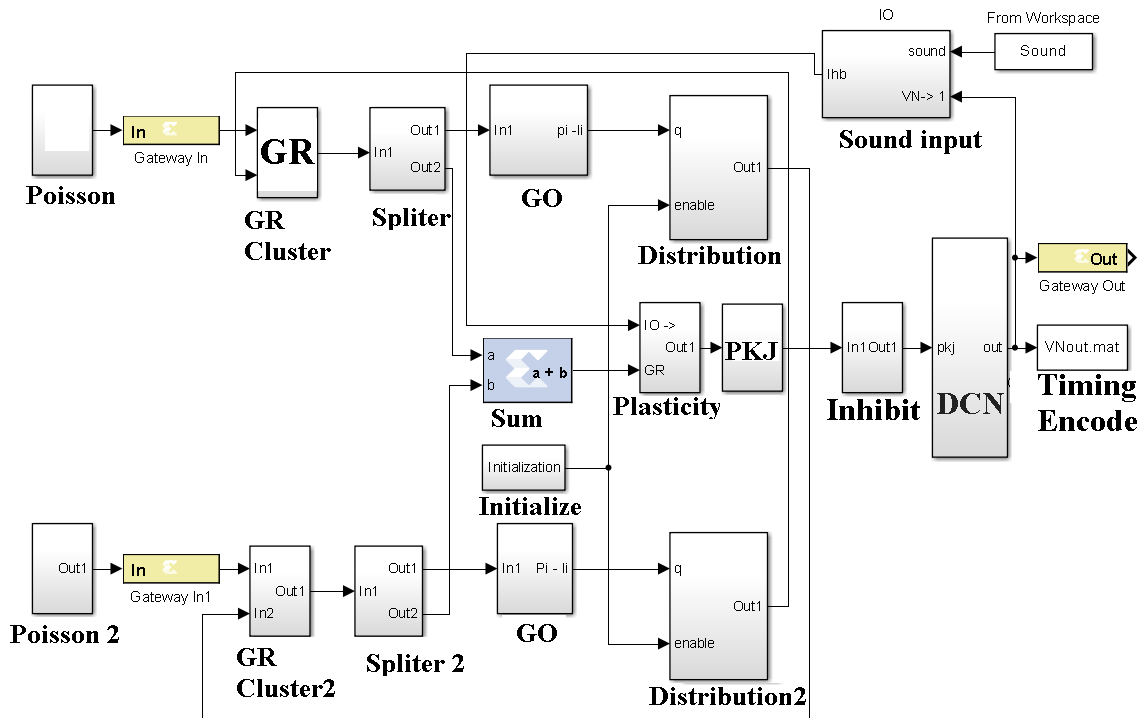 IO
From Workspace
sound
Sound
Ihb
VN-> 1
Sound input
In
Gateway In
Poisson
GR
GR
Cluster
Out1
In1
Out2
Spliter
In1
pi -Ii
GO
q
Out1
enable
Distribution
Out
Gateway Out
IO ->
Out1
GR
Plasticity
PKJ
In1
Out1
Inhibit
pkj
out
DCN
VNout.mat
Timing
Encode
a
a + b
b
Sum
Initialization
Initialize
Out1
Poisson 2
In
Gateway In1
In1
Out1
In2
GR
Cluster2
Out1
In1
Out2
Spliter 2
In1
Pi - Ii
GO
q
Out1
enable
Distribution2